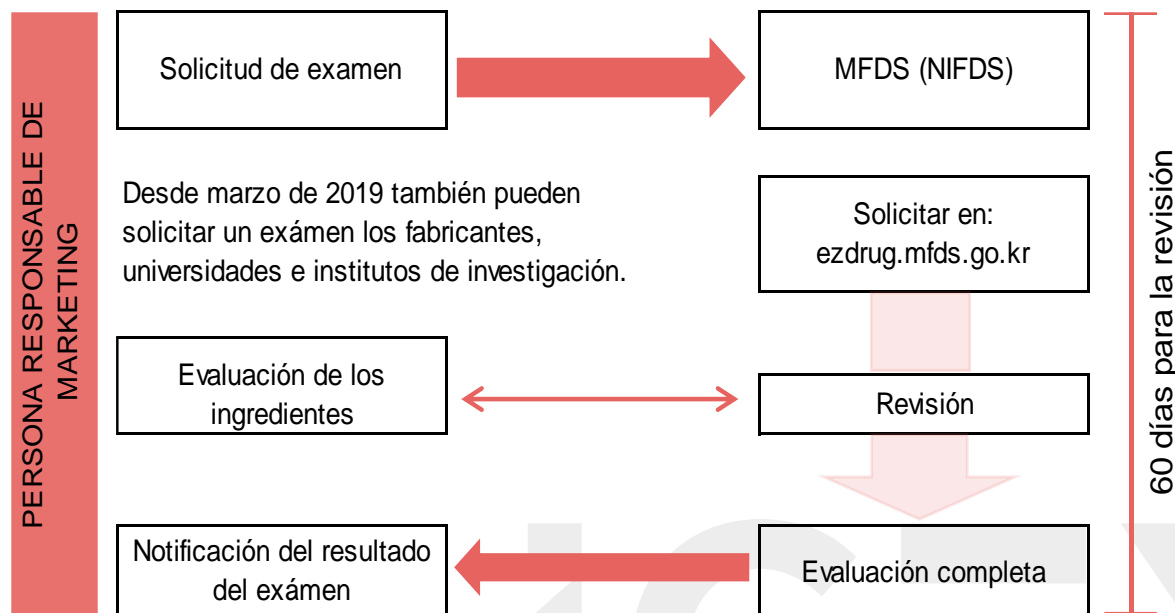 PERSONA RESPONSABLE DE
MARKETING
Solicitud de examen
MFDS (NIFDS)
Desde marzo de 2019 también pueden
solicitar un exámen los fabricantes,
universidades e institutos de investigación.
Solicitar en:
ezdrug.mfds.go.kr
Evaluación de los
ingredientes
Revisión
Notificación del resultado
del exámen
Evaluación completa
60 días para la revisión